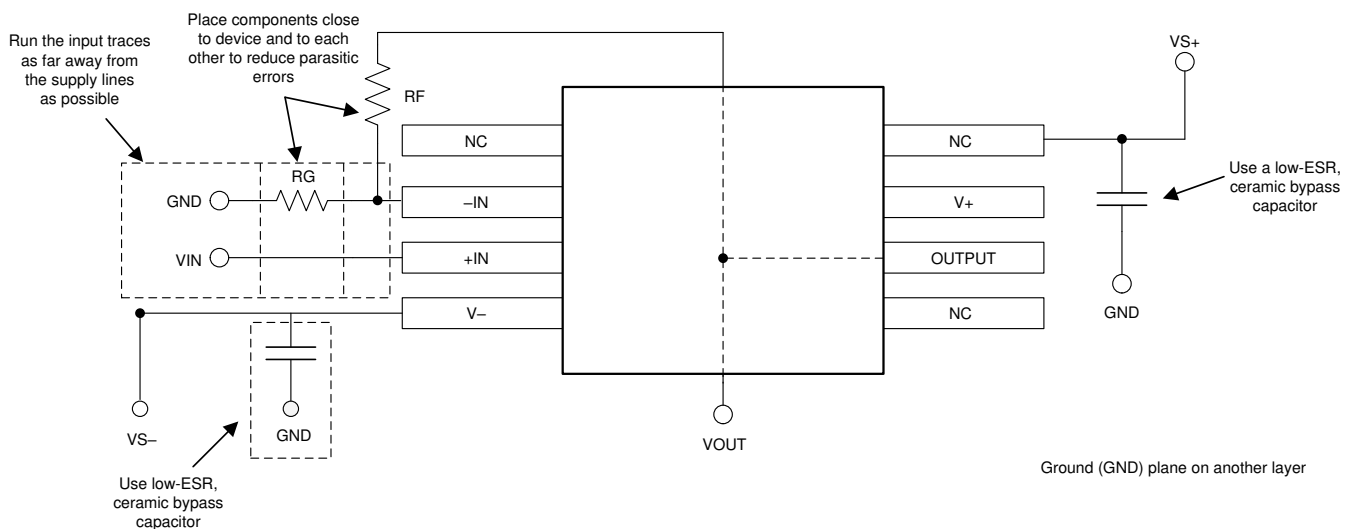 Place components close
to device and to each
other to reduce parasitic
errors
Run the input traces
as far away from
the supply lines
as possible
VS+
RF
NC
NC
RG
Use a low-ESR,
ceramic bypass
capacitor
GND
–IN
V+
VIN
+IN
OUTPUT
V–
NC
GND
VS–
GND
VOUT
Ground (GND) plane on another layer
Use low-ESR,
ceramic bypass
capacitor